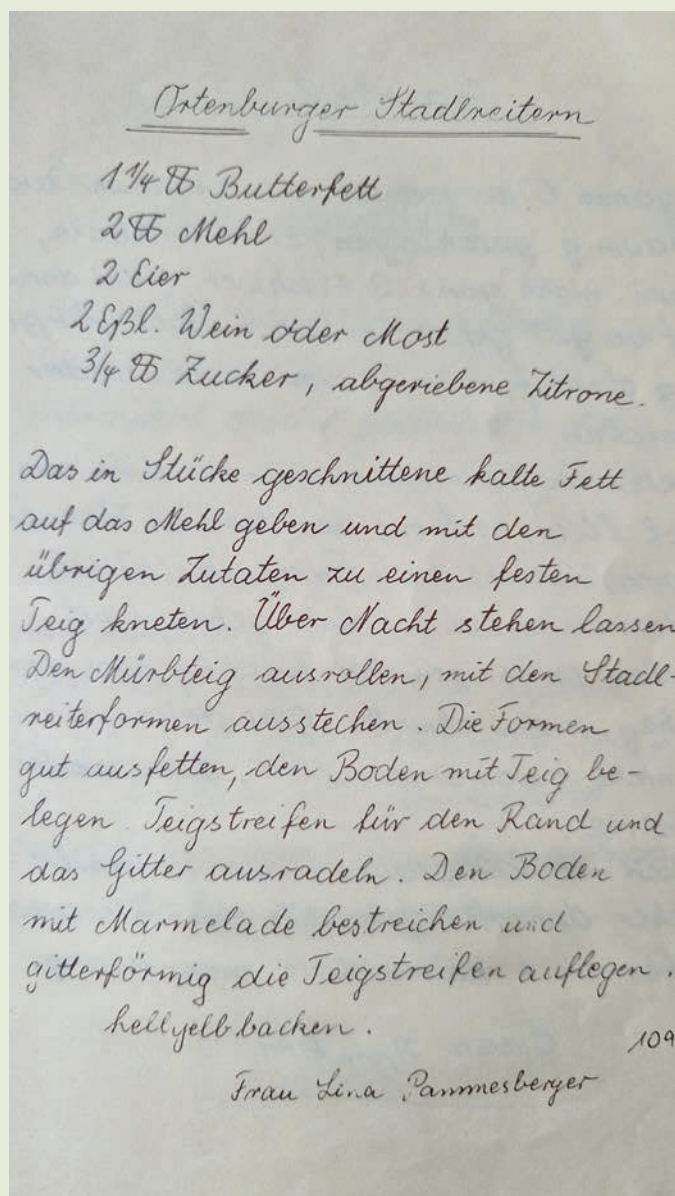 Ortenburger Stadlreitern
1 1/4 ℔ Butterfett
2 ℔ Mehl
2 Eier
2 Eßl. Wein oder Most
3/4 ℔ Zucker, abgeriebene Zitrone.
Das in Stücke geschnittene kalte Fett
auf das Mehl geben und mit den
übrigen Zutaten zu einen festen
Teig kneten. Über Nacht stehen lassen
Den Mürbteig ausrollen, mit den Stadl-
reiterformen ausstechen. Die Formen
gut ausfetten, den Boden mit Teig be-
legen. Teigstreifen für den Rand und
das Gitter ausradeln. Den Boden
mit Marmelade bestreichen und
gitterförmig die Teigstreifen auflegen.
hellgelb backen.
109
Frau Lina Pammesberger